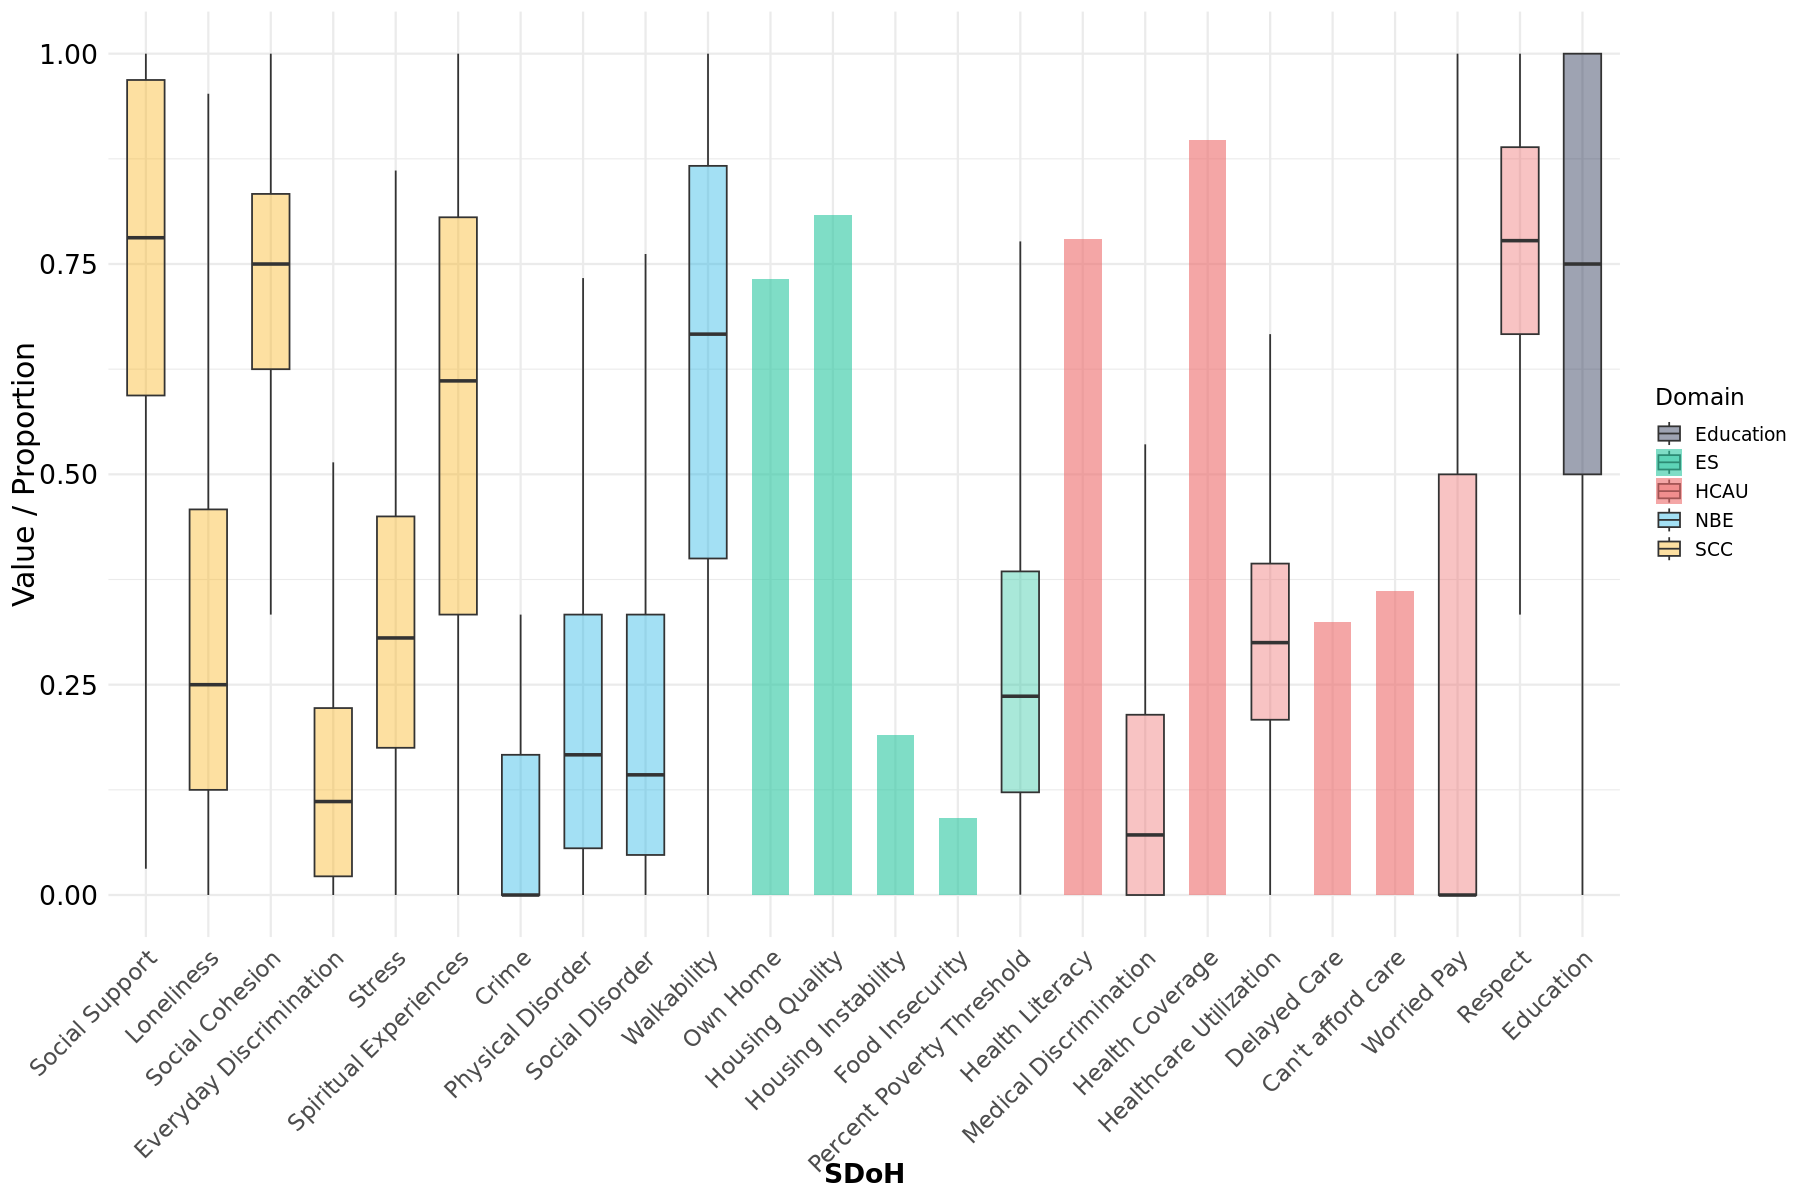 Value / Proportion
1.00
0.75
0.50
0.25
0.00
Social Support
Loneliness
Social Cohesion
Everyday Discrimination
Stress
Spiritual Experiences
Crime
Physical Disorder
Social Disorder
Walkability
Own Home
Housing Quality
Housing Instability
Food Insecurity
Percent Poverty Threshold
Health Literacy
Medical Discrimination
Health Coverage
Healthcare Utilization
Delayed Care
Can't afford care
Worried Pay
Respect
Education
SDoH
Domain
Education
ES
HCAU
NBE
SCC